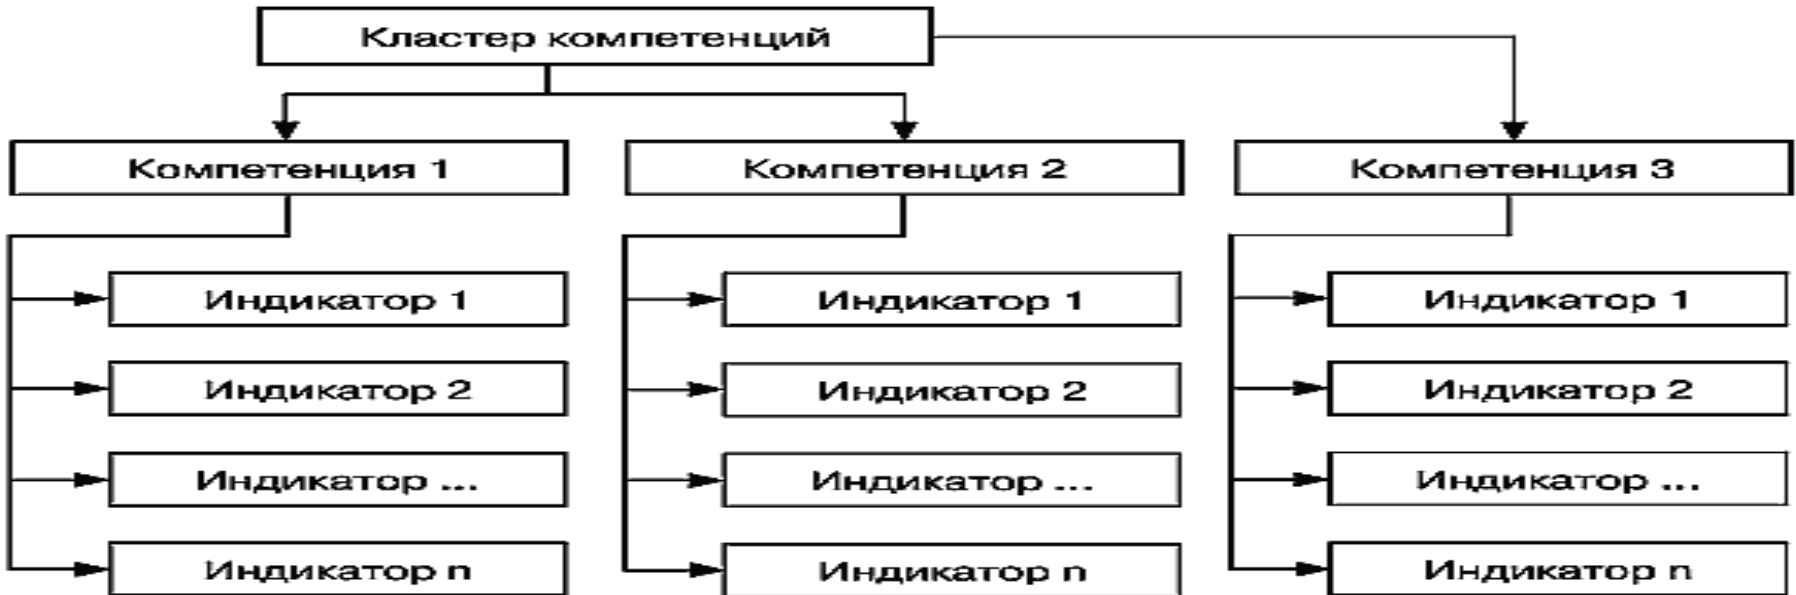 Кластер компетенций
Компетенция 1
Компетенция 2
Компетенция 3
Индикатор 1
Индикатор 1
Индикатор 1
Индикатор 2
Индикатор 2
Индикатор 2
Индикатор ...
Индикатор ...
Индикатор ...
Индикатор n
Индикатор n
Индикатор n